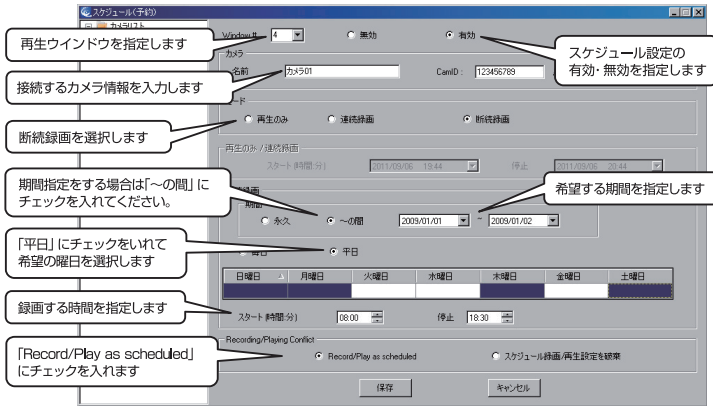 スケジュール(予約)
カメラリスト
再生ウインドウを指定します
Window #
4
無効
有効
スケジュール設定の
有効・無効を指定します
カメラ
名前
カメラ01
CamID :
123456789
接続するカメラ情報を入力します
再生のみ
連続録画
断続録画
断続録画を選択します
再生のみ/連続録画
スタート(時間:分)
2011/09/06 19:44
停止
2011/09/06 20:44
期間指定をする場合は「〜の間」に
チェックを入れてください。
希望する期間を指定します
期間
永久
〜の間
2009/01/01
~
2009/01/02
「平日」にチェックをいれて
希望の曜日を選択します
毎日
平日
日曜日 月曜日 火曜日 水曜日 木曜日 金曜日 土曜日
録画する時間を指定します
スタート(時間:分)
08:00
停止
18:30
Recording/Playing Conflict
「Record/Play as scheduled」
にチェックを入れます
Record/Play as scheduled
スケジュール録画/再生設定を破棄
保存
キャンセル